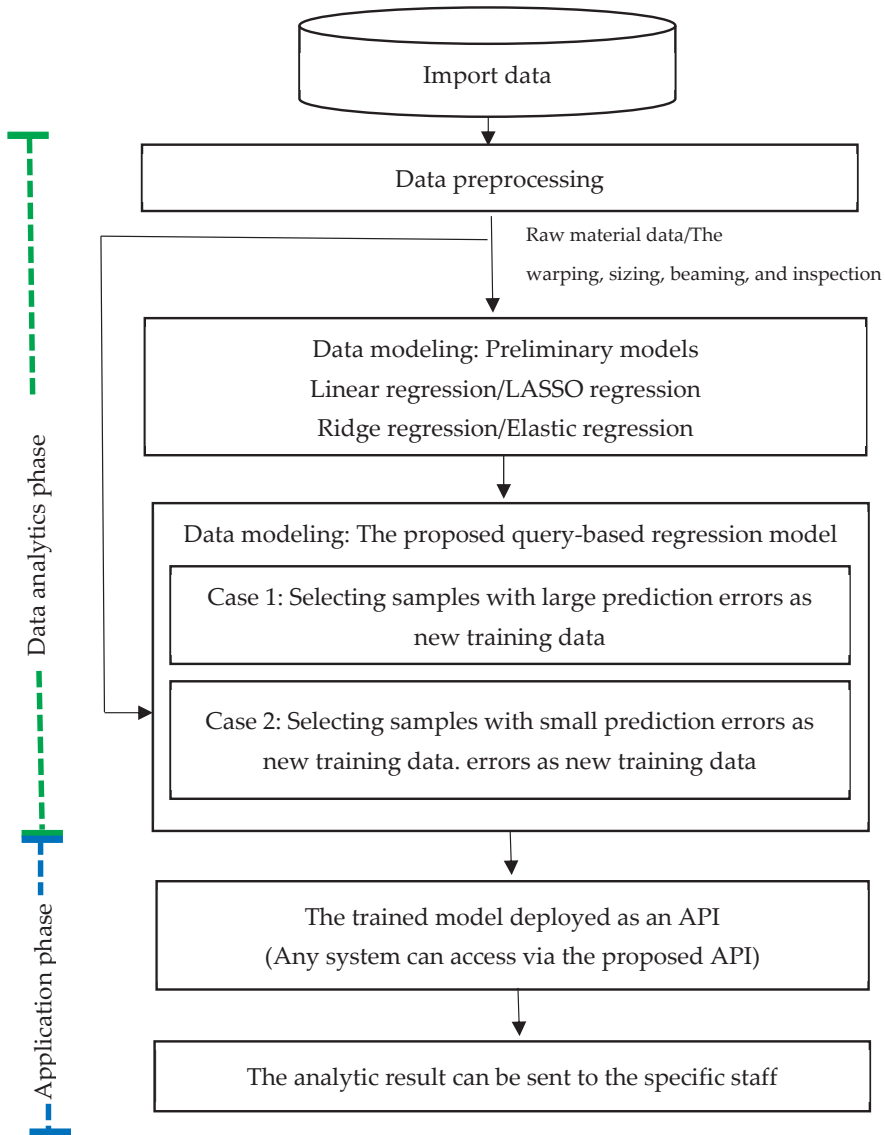 Import data
Data preprocessing
Raw material data/The
warping, sizing, beaming, and inspection
Data modeling: Preliminary models
Linear regression/LASSO regression
Ridge regression/Elastic regression
Data modeling: The proposed query-based regression model
Case 1: Selecting samples with large prediction errors as
new training data
Case 2: Selecting samples with small prediction errors as
new training data. errors as new training data
The trained model deployed as an API
(Any system can access via the proposed API)
The analytic result can be sent to the specific staff
Data analytics phase
Application phase